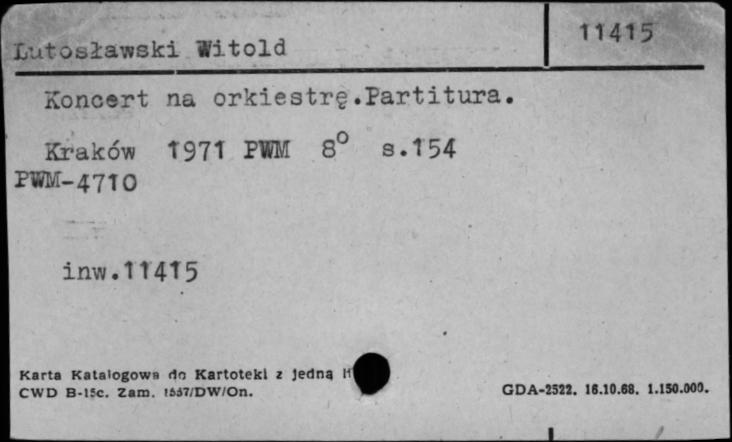 Lutosławski Witold 11415
Koncert na orkiestrę.Partitura.
Kraków 1971 PWM 8° s.154
PWM-4710
inw.11415
Karta Katalogowa do Kartoteki z jedną
CWD B-15c. Zam. 1557/DW/On.
GDA-2522. 16.10.68. 1.150.000.